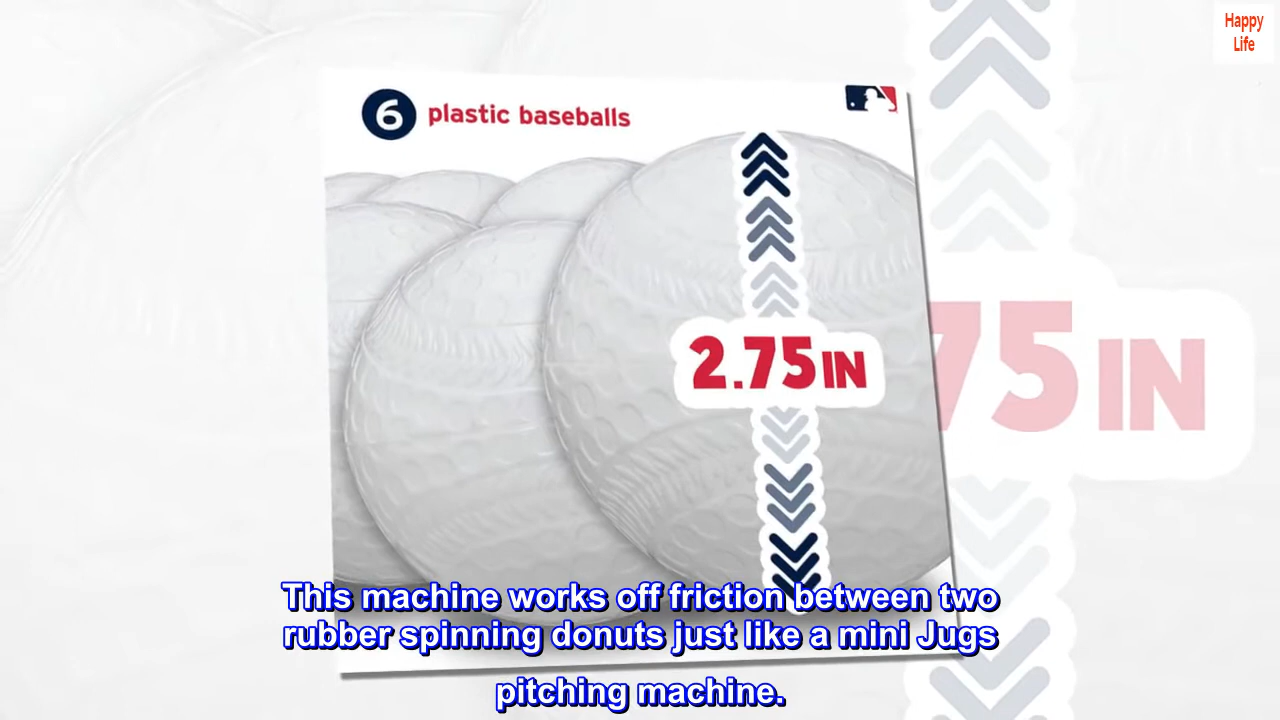 Happy
Life
6 plastic baseballs
2.75IN
75IN
This machine works off friction between two
rubber spinning donuts just like a mini Jugs
pitching machine.